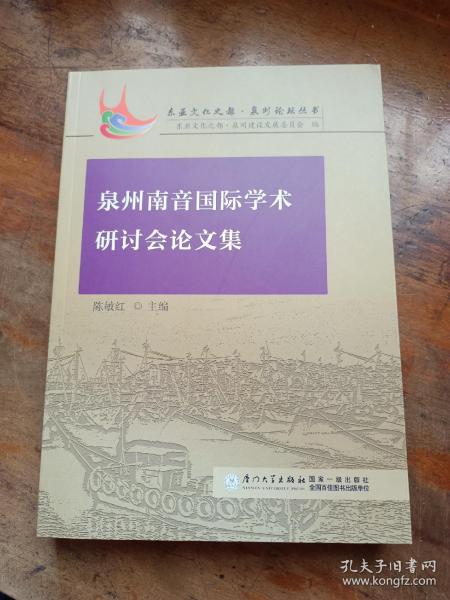 东亚文化之都·泉州论坛丛书
东亚文化之都·泉州建设发展委员会 编
泉州南音国际学术
研讨会论文集
陈敏红 ◎ 主编
厦门大学出版社 国家一级出版社
XIAMEN UNIVERSITY PRESS 全国百佳图书出版单位
孔夫子旧书网
www.kongfz.com